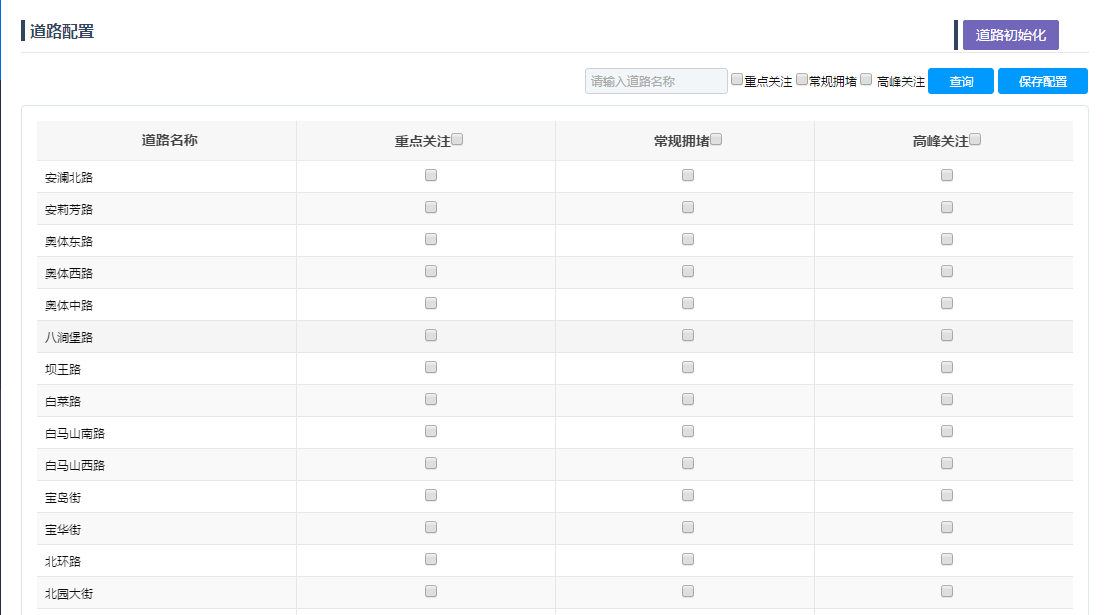 道路配置
道路初始化
请输入道路名称 重点关注 常规拥堵 高峰关注 查询 保存配置
道路名称 重点关注 常规拥堵 高峰关注
安澜北路
安莉芳路
奥体东路
奥体西路
奥体中路
八涧堡路
坝王路
白菜路
白马山南路
白马山西路
宝岛街
宝华街
北环路
北园大街